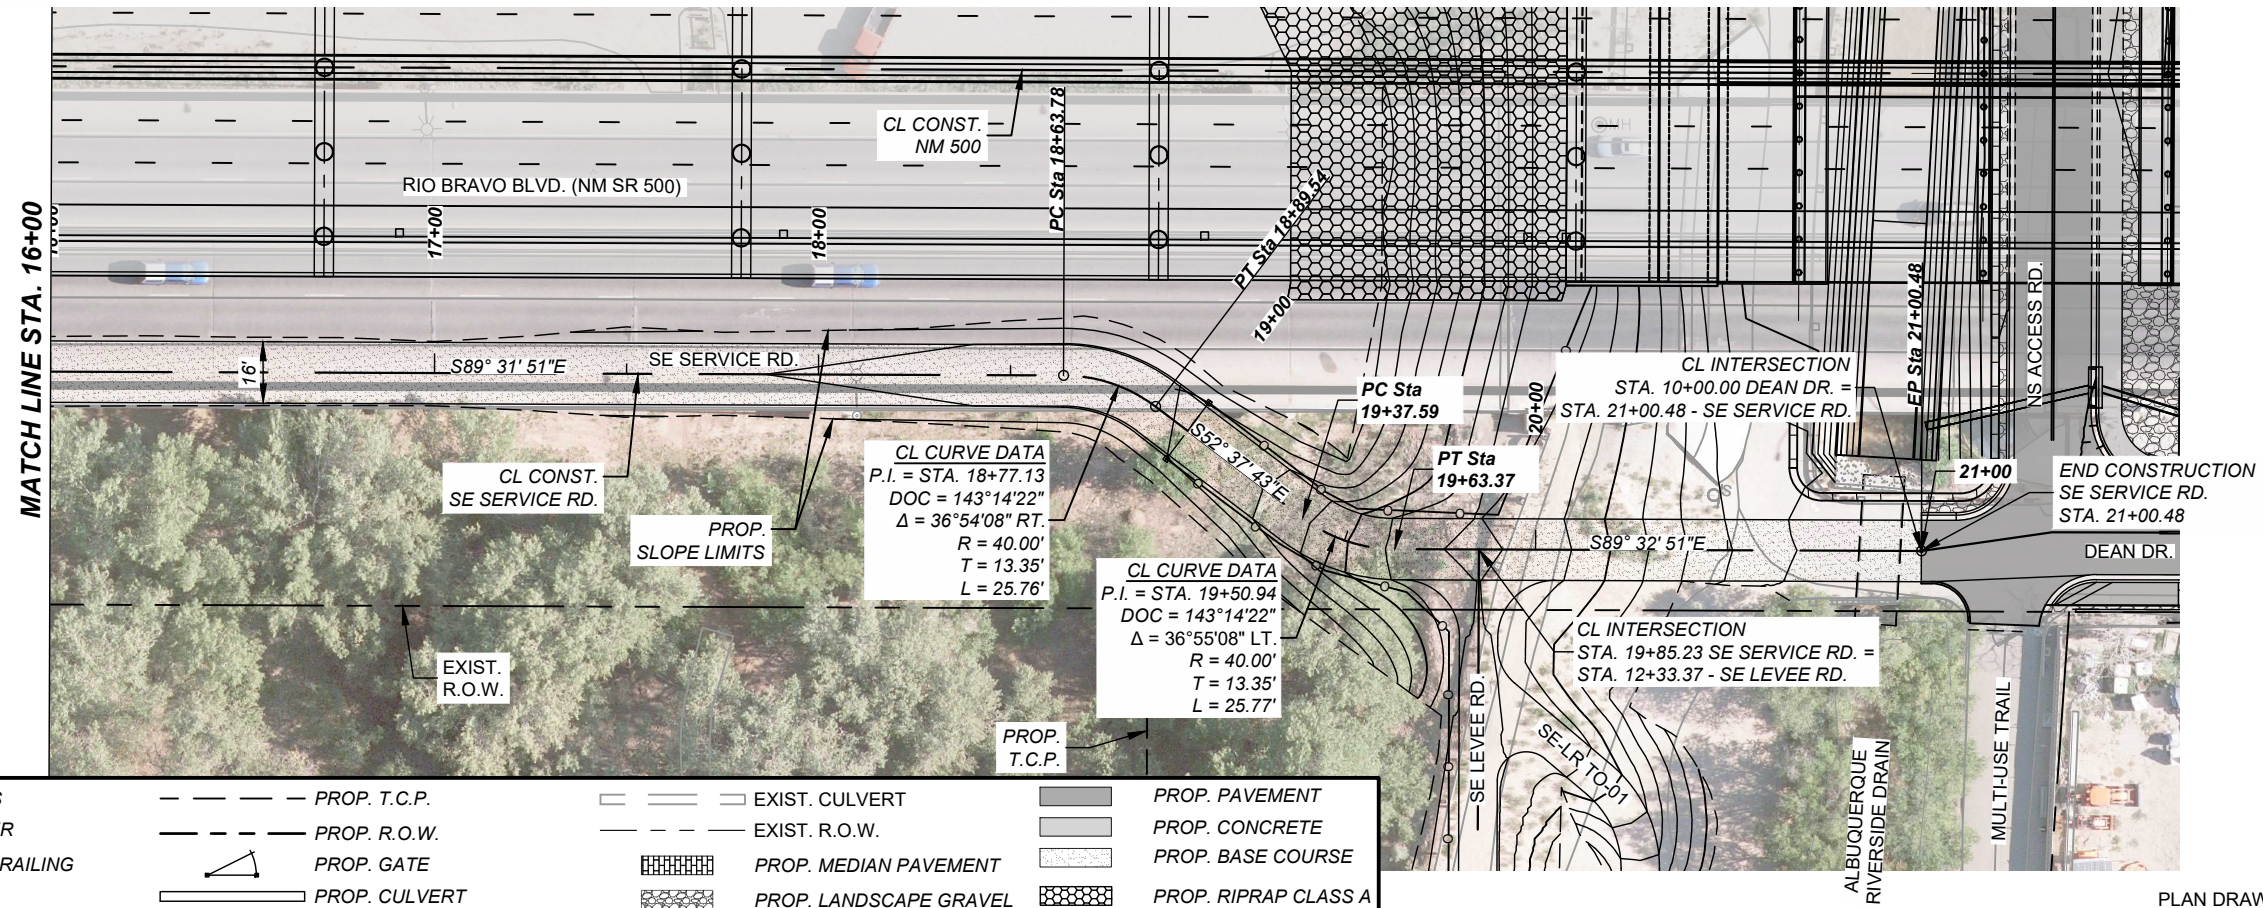 MATCH LINE STA. 16+00
CL CONST.
NM 500
RIO BRAVO BLVD. (NM SR 500)
17+00
18+00
PC Sta 18+63.78
PT Sta 18+89.54
19+00
16'
S89° 31' 51"E
SE SERVICE RD.
CL CONST.
SE SERVICE RD.
PROP.
SLOPE LIMITS
CL CURVE DATA
P.I. = STA. 18+77.13
DOC = 143°14'22"
Δ = 36°54'08" RT.
R = 40.00'
T = 13.35'
L = 25.76'
S52° 37' 43"E
PC Sta
19+37.59
PT Sta
19+63.37
20+00
CL INTERSECTION
STA. 10+00.00 DEAN DR. =
STA. 21+00.48 - SE SERVICE RD.
EP Sta 21+00.48
NS ACCESS RD.
21+00
END CONSTRUCTION
SE SERVICE RD.
STA. 21+00.48
S89° 32' 51"E
DEAN DR.
CL CURVE DATA
P.I. = STA. 19+50.94
DOC = 143°14'22"
Δ = 36°55'08" LT.
R = 40.00'
T = 13.35'
L = 25.77'
CL INTERSECTION
STA. 19+85.23 SE SERVICE RD. =
STA. 12+33.37 - SE LEVEE RD.
EXIST.
R.O.W.
PROP.
T.C.P.
SE LEVEE RD.
SE-LR TO-01
ALBUQUERQUE
RIVERSIDE DRAIN
MULTI-USE TRAIL
MH
PROP. T.C.P.
PROP. R.O.W.
RAILING
PROP. GATE
PROP. CULVERT
EXIST. CULVERT
EXIST. R.O.W.
PROP. MEDIAN PAVEMENT
PROP. LANDSCAPE GRAVEL
PROP. PAVEMENT
PROP. CONCRETE
PROP. BASE COURSE
PROP. RIPRAP CLASS A
PLAN DRAW